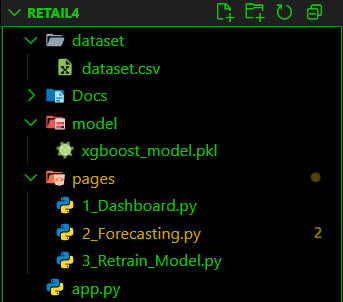 RETAIL4
dataset
dataset.csv
Docs
model
xgboost_model.pkl
pages
1_Dashboard.py
2_Forecasting.py 2
3_Retrain_Model.py
app.py